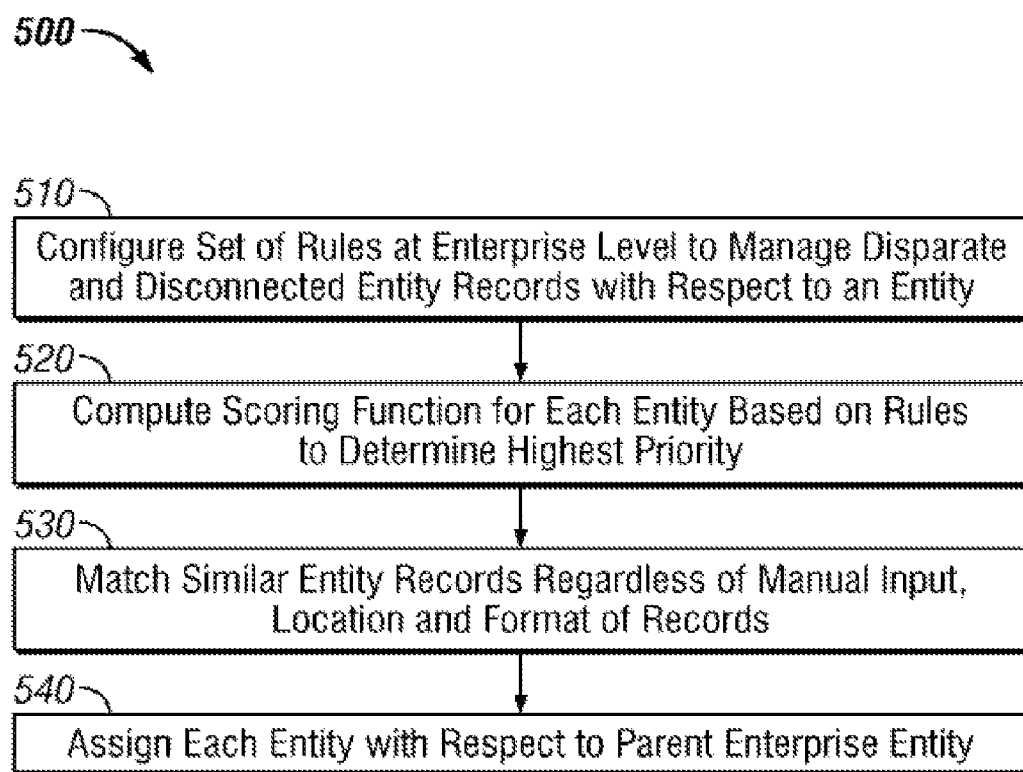 500
510
Configure Set of Rules at Enterprise Level to Manage Disparate
and Disconnected Entity Records with Respect to an Entity
520
Compute Scoring Function for Each Entity Based on Rules
to Determine Highest Priority
530
Match Similar Entity Records Regardless of Manual Input,
Location and Format of Records
540
Assign Each Entity with Respect to Parent Enterprise Entity